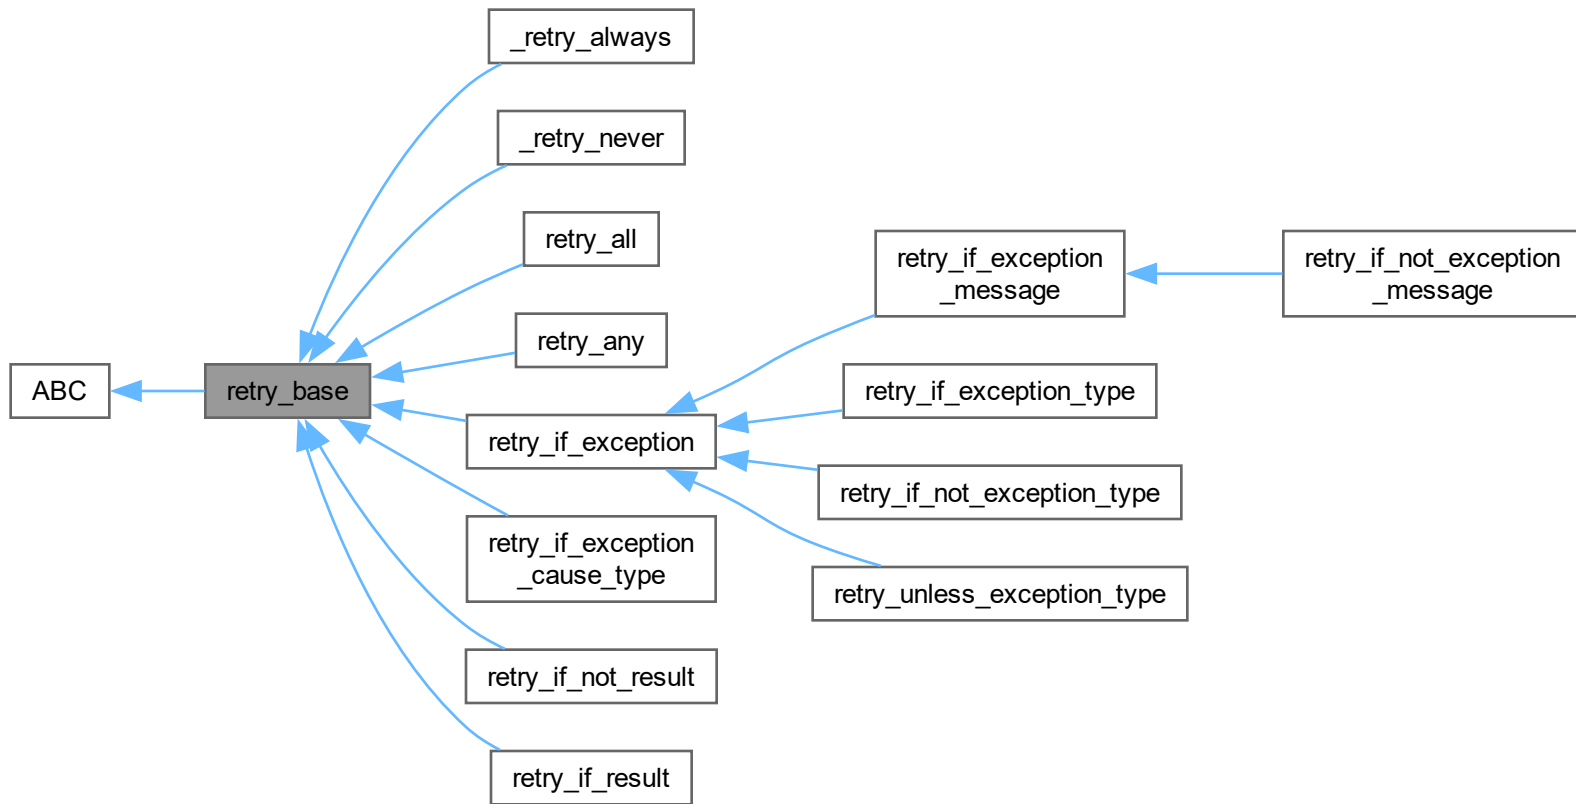 _retry_always
_retry_never
retry_all
retry_any
ABC
retry_base
retry_if_exception
retry_if_exception
_cause_type
retry_if_not_result
retry_if_result
retry_if_exception
_message
retry_if_exception_type
retry_if_not_exception_type
retry_unless_exception_type
retry_if_not_exception
_message